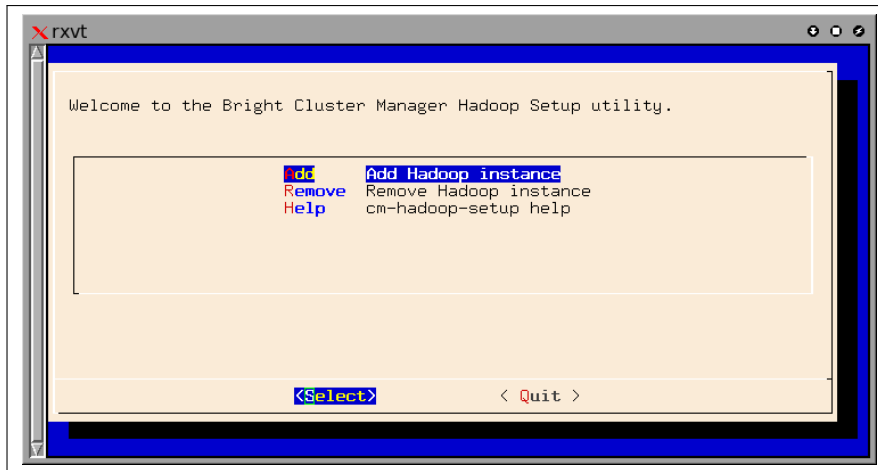 rxvt
Welcome to the Bright Cluster Manager Hadoop Setup utility.
Add Add Hadoop instance
Remove Remove Hadoop instance
Help cm-hadoop-setup help
<Select> < Quit >